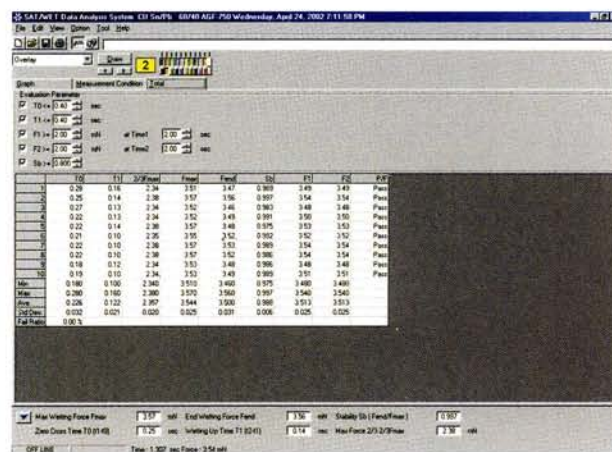 SAT/WET Data Analysis System CU Sn/Pb 60/40 AGF-750 Wednesday, April 24, 2002 7:11:58 PM
File Edit View Option Tool Help
Overlay Draw 2
Graph Measurement Condition Total
Evaluation Parameter
T0 <= 0.40 sec
T1 <= 0.40 sec
F1 >= 2.00 mN at Time1 2.00 sec
F2 >= 2.00 mN at Time2 2.00 sec
Sb >= 0.800
T0 T1 2/3Fmax Fmax Fend Sb F1 F2 P/F
1 0.28 0.16 2.34 3.51 3.47 0.989 3.49 3.49 Pass
2 0.25 0.14 2.38 3.57 3.56 0.997 3.54 3.54 Pass
3 0.27 0.13 2.34 3.52 3.46 0.983 3.48 3.48 Pass
4 0.22 0.13 2.34 3.52 3.49 0.991 3.50 3.50 Pass
5 0.22 0.14 2.38 3.57 3.48 0.975 3.53 3.53 Pass
6 0.21 0.10 2.35 3.55 3.52 0.992 3.52 3.52 Pass
7 0.22 0.10 2.38 3.57 3.53 0.989 3.54 3.54 Pass
8 0.22 0.10 2.38 3.57 3.52 0.986 3.54 3.54 Pass
9 0.18 0.12 2.34 3.53 3.48 0.986 3.48 3.48 Pass
10 0.19 0.10 2.34 3.53 3.49 0.989 3.51 3.51 Pass
Min 0.180 0.100 2.340 3.510 3.460 0.975 3.480 3.480
Max 0.280 0.160 2.380 3.570 3.560 0.997 3.540 3.540
Ave 0.226 0.122 2.357 3.544 3.500 0.988 3.513 3.513
Std Dev 0.032 0.021 0.020 0.025 0.031 0.006 0.025 0.025
Fail Ratio 0.00 %
Max Wetting Force Fmax 3.57 mN End Wetting Force Fend 3.56 mN Stability Sb ( Fend/Fmax ) 0.997
Zero Cross Time T0 0.25 sec Wetting Up Time T1 0.14 sec Max Force 2/3 2/3Fmax 2.38 mN
OFF LINE Time : 1.302 sec Force : 3.54 mN